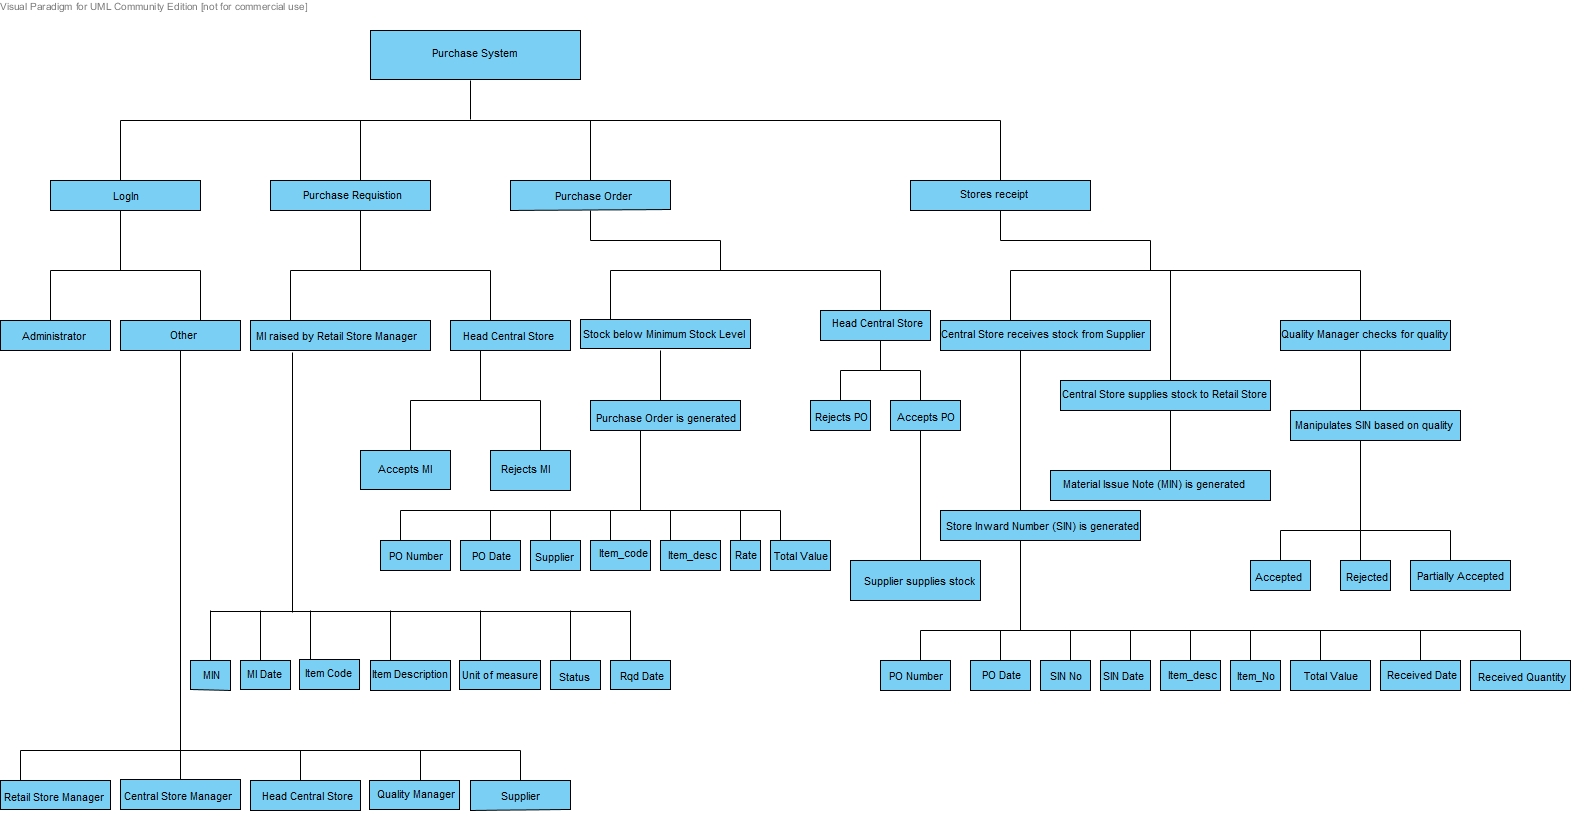 Visual Paradigm for UML Community Edition [not for commercial use]
Purchase System
LogIn
Purchase Requistion
Purchase Order
Stores receipt
Administrator
Other
MI raised by Retail Store Manager
Head Central Store
Stock below Minimum Stock Level
Head Central Store
Central Store receives stock from Supplier
Quality Manager checks for quality
Central Store supplies stock to Retail Store
Purchase Order is generated
Rejects PO
Accepts PO
Manipulates SIN based on quality
Accepts MI
Rejects MI
Material Issue Note (MIN) is generated
Store Inward Number (SIN) is generated
PO Number
PO Date
Supplier
Item_code
Item_desc
Rate
Total Value
Supplier supplies stock
Accepted
Rejected
Partially Accepted
MIN
MI Date
Item Code
Item Description
Unit of measure
Status
Rqd Date
PO Number
PO Date
SIN No
SIN Date
Item_desc
Item_No
Total Value
Received Date
Received Quantity
Retail Store Manager
Central Store Manager
Head Central Store
Quality Manager
Supplier